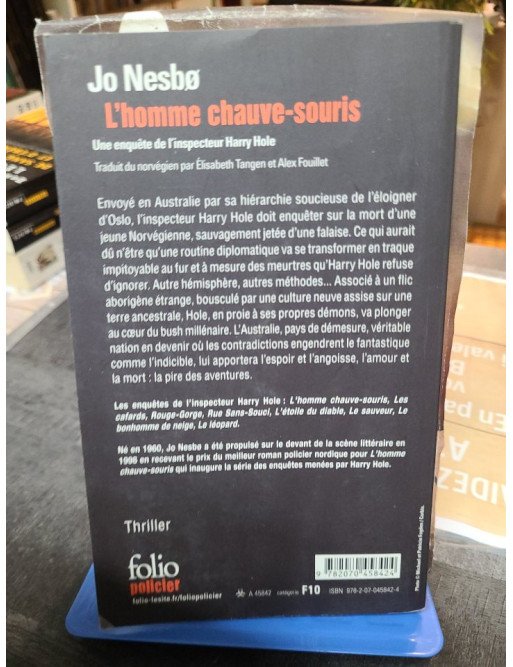 Jo Nesbø
L'homme chauve-souris
Une enquête de l'inspecteur Harry Hole
Traduit du norvégien par Élisabeth Tangen et Alex Fouillet
Envoyé en Australie par sa hiérarchie soucieuse de l'éloigner
d'Oslo, l'inspecteur Harry Hole doit enquêter sur la mort d'une
jeune Norvégienne, sauvagement jetée d'une falaise. Ce qui aurait
dû n'être qu'une routine diplomatique va se transformer en traque
impitoyable au fur et à mesure des meurtres qu'Harry Hole refuse
d'ignorer. Autre hémisphère, autres méthodes... Associé à un flic
aborigène étrange, bousculé par une culture neuve assise sur une
terre ancestrale, Hole, en proie à ses propres démons, va plonger
au cœur du bush millénaire. L'Australie, pays de démesure, véritable
nation en devenir où les contradictions engendrent le fantastique
comme l'indicible, lui apportera l'espoir et l'angoisse, l'amour et
la mort : la pire des aventures.
Les enquêtes de l'inspecteur Harry Hole : L'homme chauve-souris, Les
cafards, Rouge-Gorge, Rue Sans-Souci, L'étoile du diable, Le sauveur, Le
bonhomme de neige, Le léopard.
Né en 1960, Jo Nesbø a été propulsé sur le devant de la scène littéraire en
1998 en recevant le prix du meilleur roman policier nordique pour L'homme
chauve-souris qui inaugure la série des enquêtes menées par Harry Hole.
Thriller
folio
policier
folio-lesite.fr/foliopolicier
9 782070 458424
A 45842 catégorie F10 ISBN 978-2-07-045842-4
En pa
AIDEZ